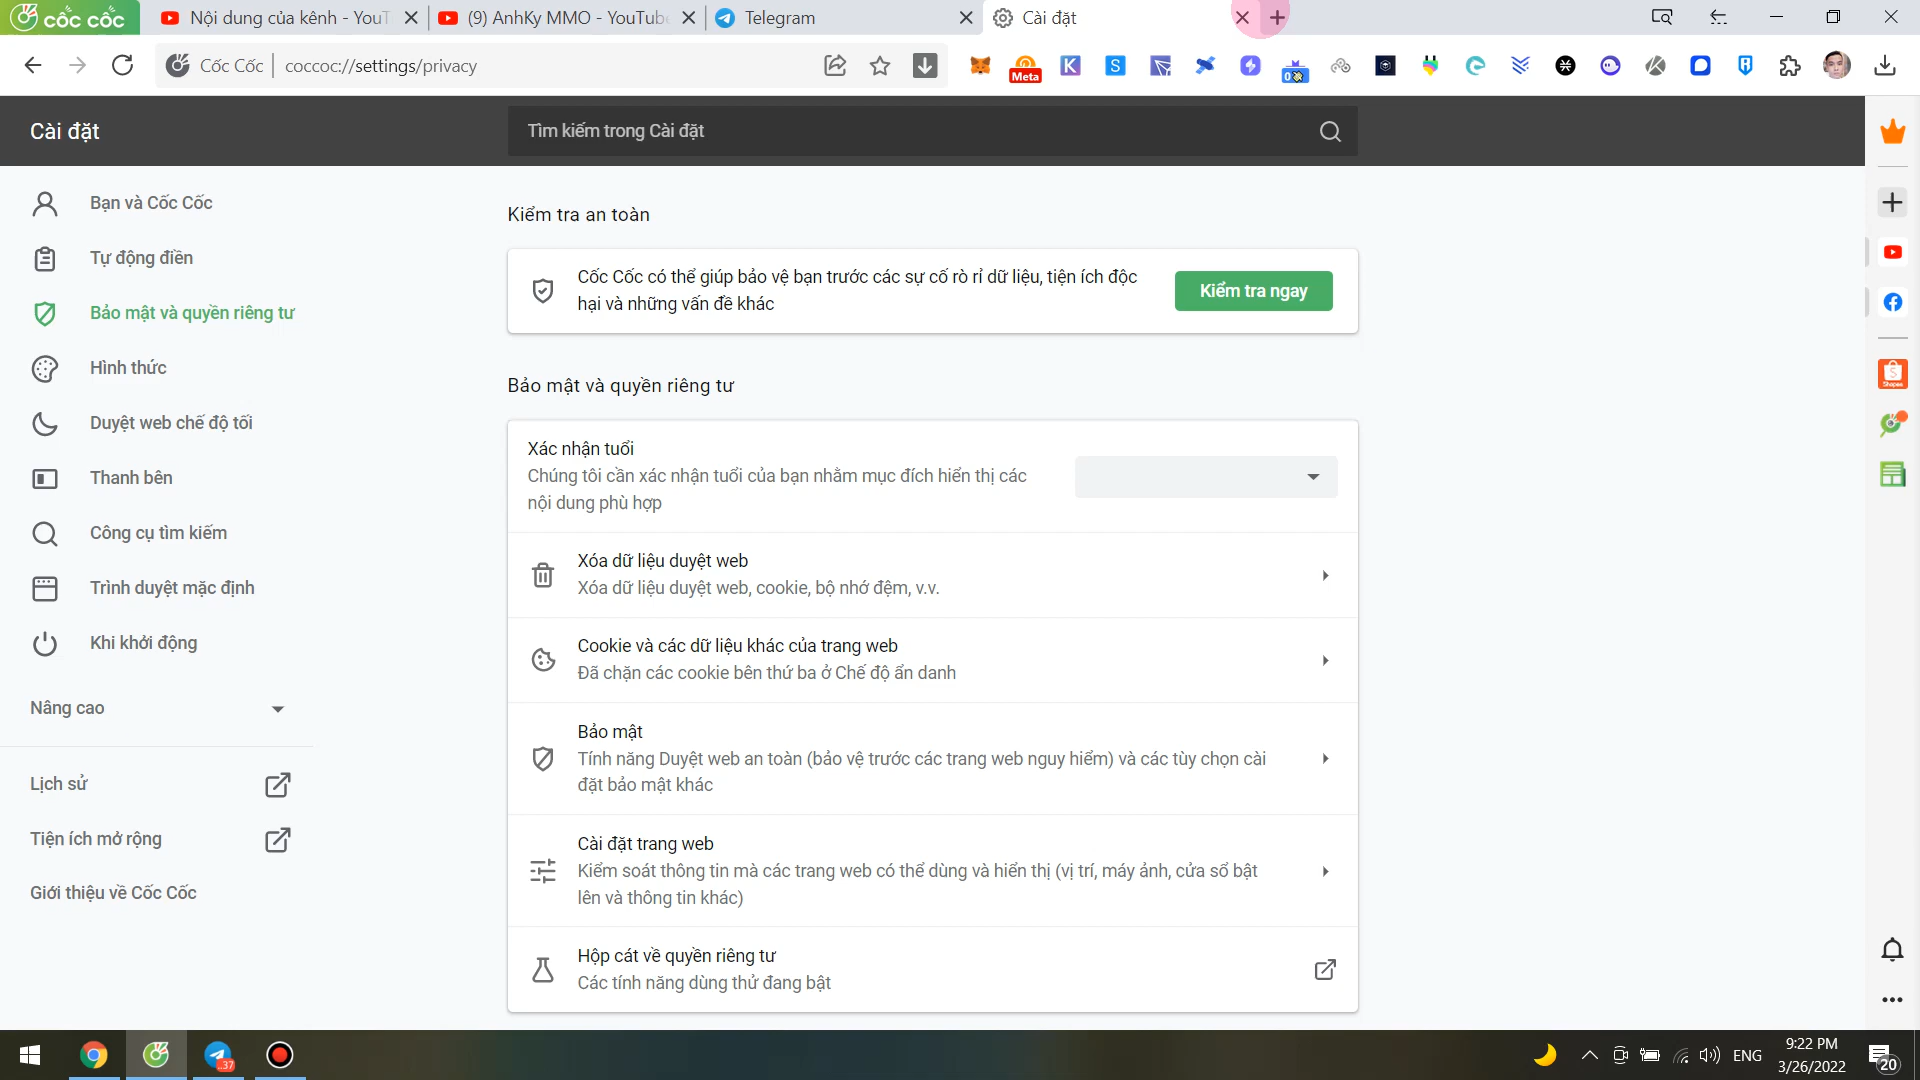 cốc cốc
Nội dung của kênh - YouT
(9) AnhKy MMO - YouTub
Telegram
Cài đặt
Cốc Cốc
coccoc://settings/privacy
Meta
K
S
0
Cài đặt
Tìm kiếm trong Cài đặt
Bạn và Cốc Cốc
Tự động điền
Bảo mật và quyền riêng tư
Hình thức
Duyệt web chế độ tối
Thanh bên
Công cụ tìm kiếm
Trình duyệt mặc định
Khi khởi động
Nâng cao
Lịch sử
Tiện ích mở rộng
Giới thiệu về Cốc Cốc
Kiểm tra an toàn
Cốc Cốc có thể giúp bảo vệ bạn trước các sự cố rò rỉ dữ liệu, tiện ích độc
hại và những vấn đề khác
Kiểm tra ngay
Bảo mật và quyền riêng tư
Xác nhận tuổi
Chúng tôi cần xác nhận tuổi của bạn nhằm mục đích hiển thị các
nội dung phù hợp
Xóa dữ liệu duyệt web
Xóa dữ liệu duyệt web, cookie, bộ nhớ đệm, v.v.
Cookie và các dữ liệu khác của trang web
Đã chặn các cookie bên thứ ba ở Chế độ ẩn danh
Bảo mật
Tính năng Duyệt web an toàn (bảo vệ trước các trang web nguy hiểm) và các tùy chọn cài
đặt bảo mật khác
Cài đặt trang web
Kiểm soát thông tin mà các trang web có thể dùng và hiển thị (vị trí, máy ảnh, cửa sổ bật
lên và thông tin khác)
Hộp cát về quyền riêng tư
Các tính năng dùng thử đang bật
Shopee
37
ENG
9:22 PM
3/26/2022
20